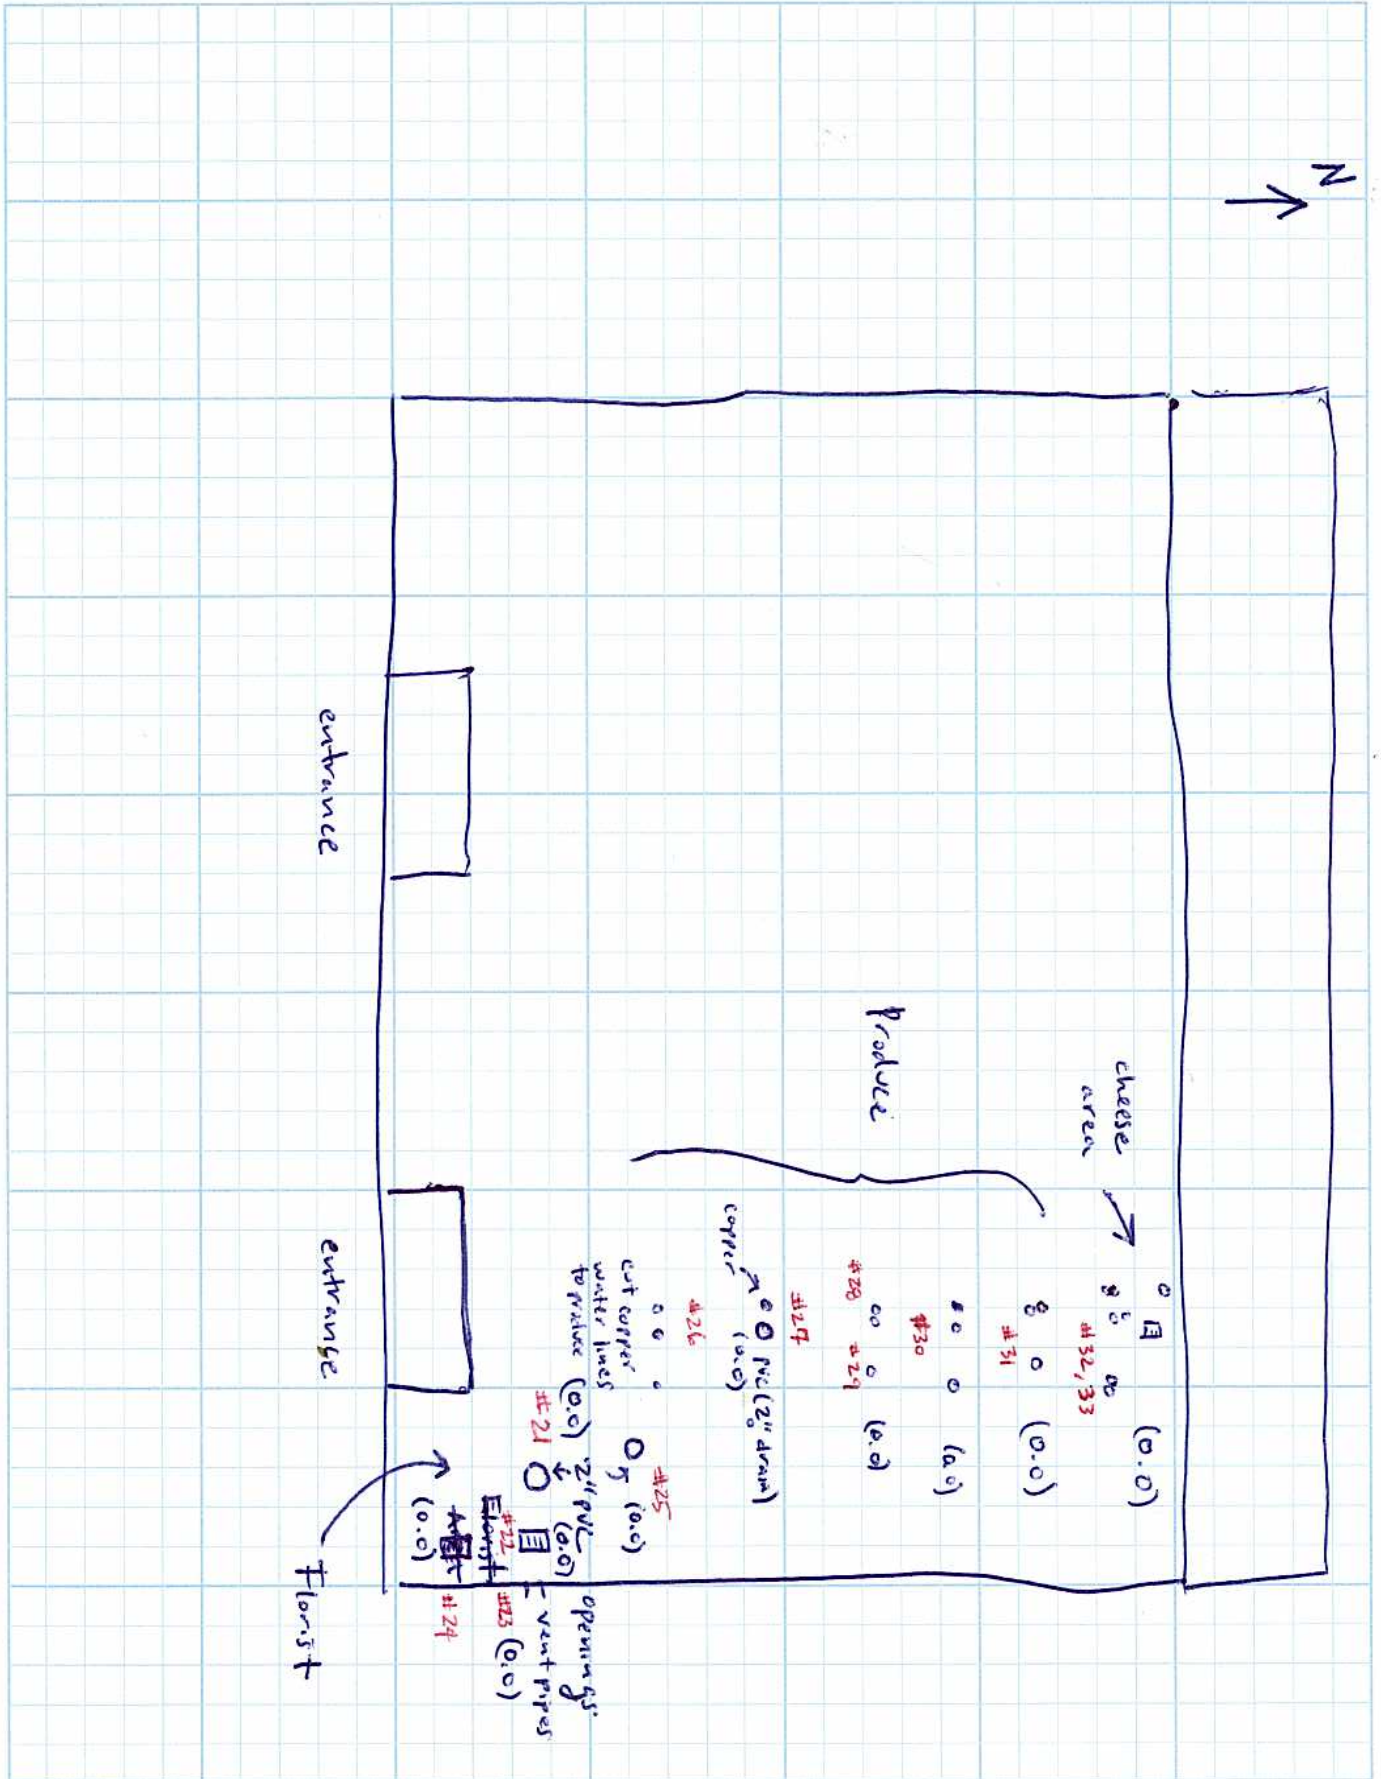 N
cheese
area
(0.0)
#32, 33
(0.0)
#31
(0.0)
#30
Produce
(0.0)
#28 #29
#27
PVC (2" drain)
copper
(0.0)
#26
#25
(0.0)
cut copper
water lines
to produce (0.0)
2" PVC
(0.0)
openings
= vent pipes
#21
#22
#23 (0.0)
Florist
#24
(0.0)
entrance
entrance
Florist